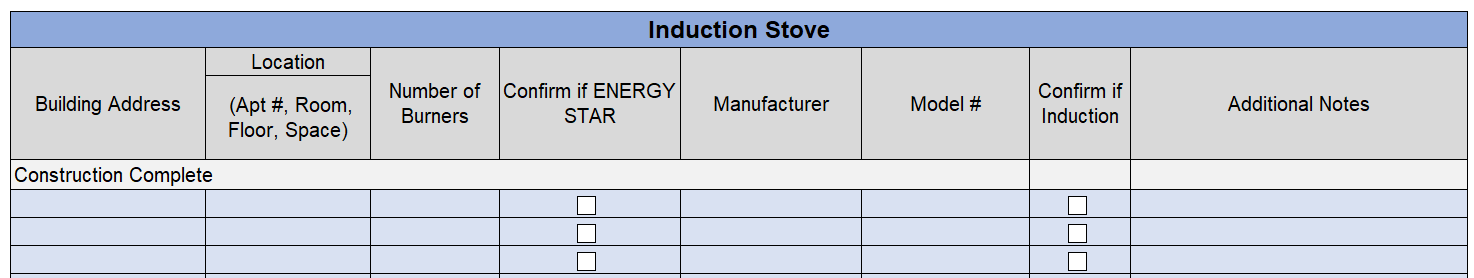 Induction Stove
Building Address
Location
(Apt #, Room,
Floor, Space)
Number of
Burners
Confirm if ENERGY
STAR
Manufacturer
Model #
Confirm if
Induction
Additional Notes
Construction Complete